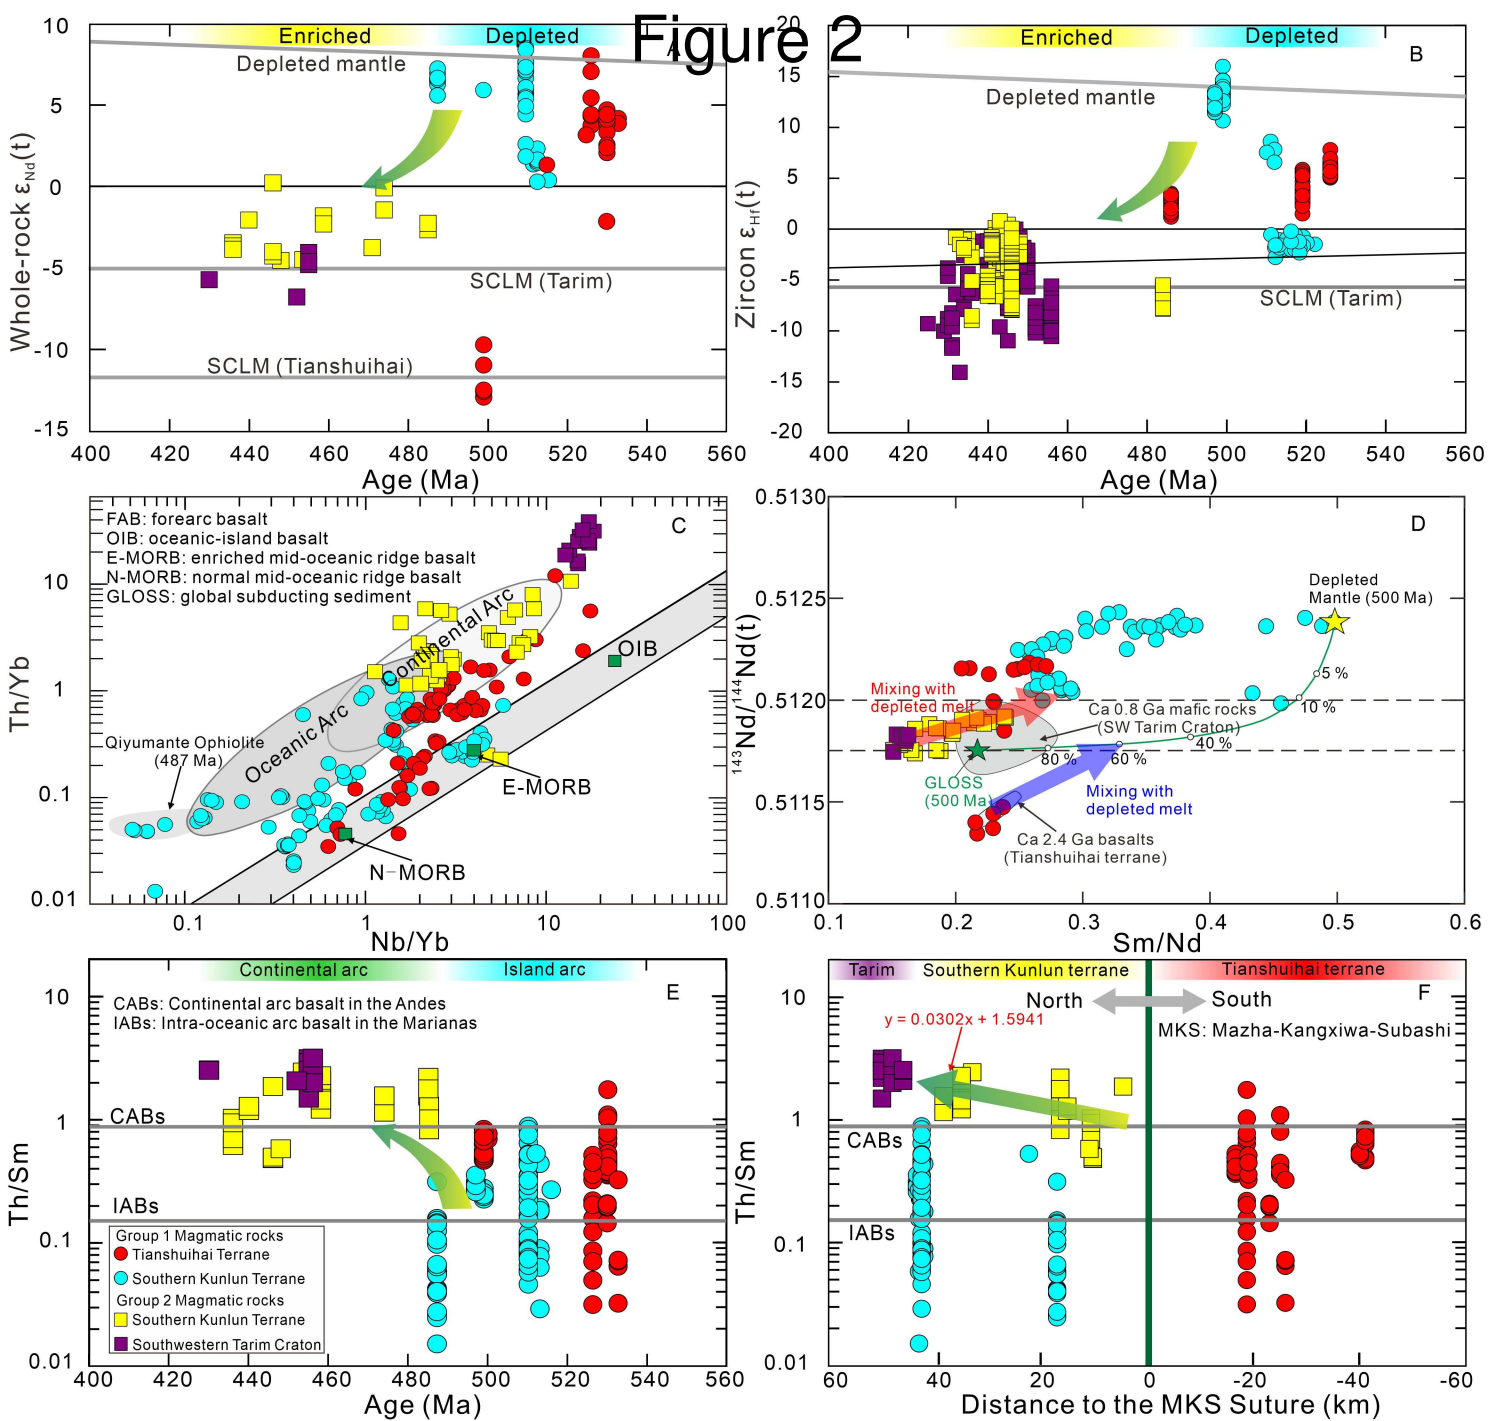 Figure 2
10
5
0
-5
-10
-15
Whole-rock εNd(t)
Enriched
Depleted
A
Depleted mantle
SCLM (Tarim)
SCLM (Tianshuihai)
400
420
440
460
480
500
520
540
560
Age (Ma)
20
15
10
5
0
-5
-10
-15
-20
Zircon εHf(t)
Enriched
Depleted
B
Depleted mantle
SCLM (Tarim)
400
420
440
460
480
500
520
540
560
Age (Ma)
FAB: forearc basalt
OIB: oceanic-island basalt
E-MORB: enriched mid-oceanic ridge basalt
N-MORB: normal mid-oceanic ridge basalt
GLOSS: global subducting sediment
C
10
1
0.1
0.01
Th/Yb
Continental Arc
Oceanic Arc
Qiyumante Ophiolite
(487 Ma)
OIB
E-MORB
N-MORB
0.1
1
10
100
Nb/Yb
0.5130
0.5125
0.5120
0.5115
0.5110
143Nd/144Nd(t)
D
Depleted
Mantle (500 Ma)
5 %
10 %
40 %
60 %
80 %
Mixing with
depleted melt
Ca 0.8 Ga mafic rocks
(SW Tarim Craton)
GLOSS
(500 Ma)
Mixing with
depleted melt
Ca 2.4 Ga basalts
(Tianshuihai terrane)
0.1
0.2
0.3
0.4
0.5
0.6
Sm/Nd
Continental arc
Island arc
E
CABs: Continental arc basalt in the Andes
IABs: Intra-oceanic arc basalt in the Marianas
10
1
0.1
0.01
Th/Sm
CABs
IABs
Group 1 Magmatic rocks
Tianshuihai Terrane
Southern Kunlun Terrane
Group 2 Magmatic rocks
Southern Kunlun Terrane
Southwestern Tarim Craton
400
420
440
460
480
500
520
540
560
Age (Ma)
Tarim
Southern Kunlun terrane
Tianshuihai terrane
F
North
South
y = 0.0302x + 1.5941
MKS: Mazha-Kangxiwa-Subashi
10
1
0.1
0.01
Th/Sm
CABs
IABs
60
40
20
0
-20
-40
-60
Distance to the MKS Suture (km)